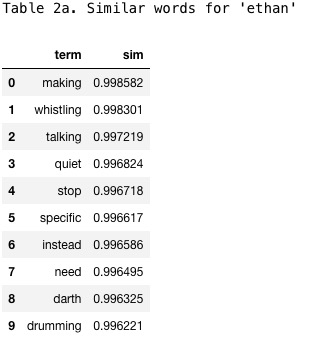 Table 2a. Similar words for 'ethan'
term sim
0 making 0.998582
1 whistling 0.998301
2 talking 0.997219
3 quiet 0.996824
4 stop 0.996718
5 specific 0.996617
6 instead 0.996586
7 need 0.996495
8 darth 0.996325
9 drumming 0.996221